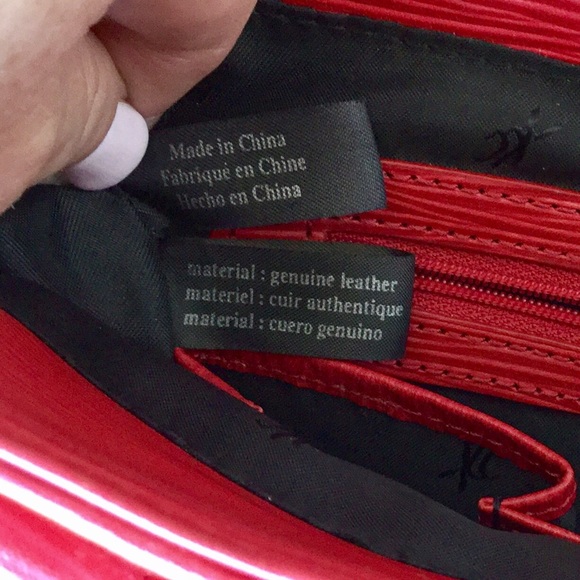 Made in China
Fabriqué en Chine
Hecho en China
material : genuine leather
materiel : cuir authentique
material : cuero genuino